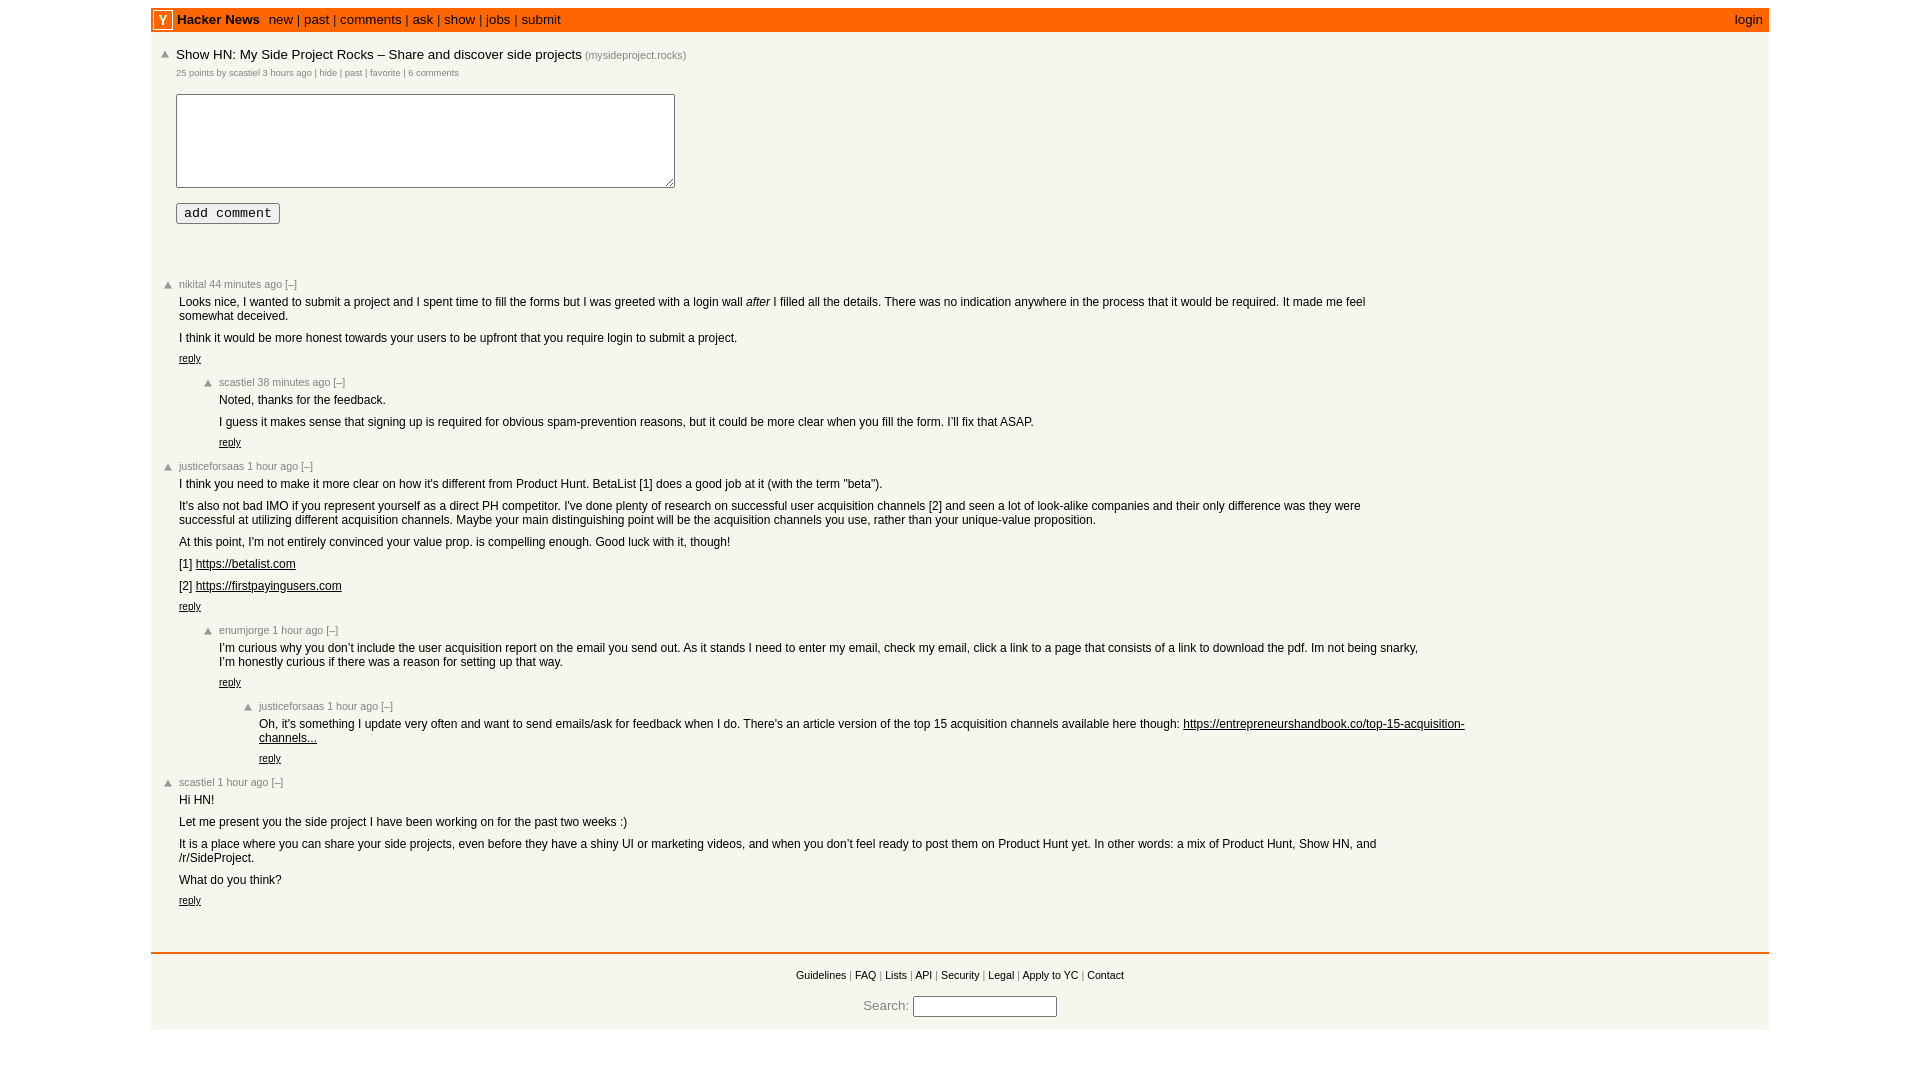 Y Hacker News new | past | comments | ask | show | jobs | submit login
Show HN: My Side Project Rocks – Share and discover side projects (mysideproject.rocks)
25 points by scastiel 3 hours ago | hide | past | favorite | 6 comments
add comment
nikital 44 minutes ago [–]
Looks nice, I wanted to submit a project and I spent time to fill the forms but I was greeted with a login wall after I filled all the details. There was no indication anywhere in the process that it would be required. It made me feel
somewhat deceived.
I think it would be more honest towards your users to be upfront that you require login to submit a project.
reply
scastiel 38 minutes ago [–]
Noted, thanks for the feedback.
I guess it makes sense that signing up is required for obvious spam-prevention reasons, but it could be more clear when you fill the form. I’ll fix that ASAP.
reply
justiceforsaas 1 hour ago [–]
I think you need to make it more clear on how it's different from Product Hunt. BetaList [1] does a good job at it (with the term "beta").
It's also not bad IMO if you represent yourself as a direct PH competitor. I've done plenty of research on successful user acquisition channels [2] and seen a lot of look-alike companies and their only difference was they were
successful at utilizing different acquisition channels. Maybe your main distinguishing point will be the acquisition channels you use, rather than your unique-value proposition.
At this point, I'm not entirely convinced your value prop. is compelling enough. Good luck with it, though!
[1] https://betalist.com
[2] https://firstpayingusers.com
reply
enumjorge 1 hour ago [–]
I’m curious why you don’t include the user acquisition report on the email you send out. As it stands I need to enter my email, check my email, click a link to a page that consists of a link to download the pdf. Im not being snarky,
I’m honestly curious if there was a reason for setting up that way.
reply
justiceforsaas 1 hour ago [–]
Oh, it's something I update very often and want to send emails/ask for feedback when I do. There's an article version of the top 15 acquisition channels available here though: https://entrepreneurshandbook.co/top-15-acquisition-
channels...
reply
scastiel 1 hour ago [–]
Hi HN!
Let me present you the side project I have been working on for the past two weeks :)
It is a place where you can share your side projects, even before they have a shiny UI or marketing videos, and when you don’t feel ready to post them on Product Hunt yet. In other words: a mix of Product Hunt, Show HN, and
/r/SideProject.
What do you think?
reply
Guidelines | FAQ | Lists | API | Security | Legal | Apply to YC | Contact
Search: